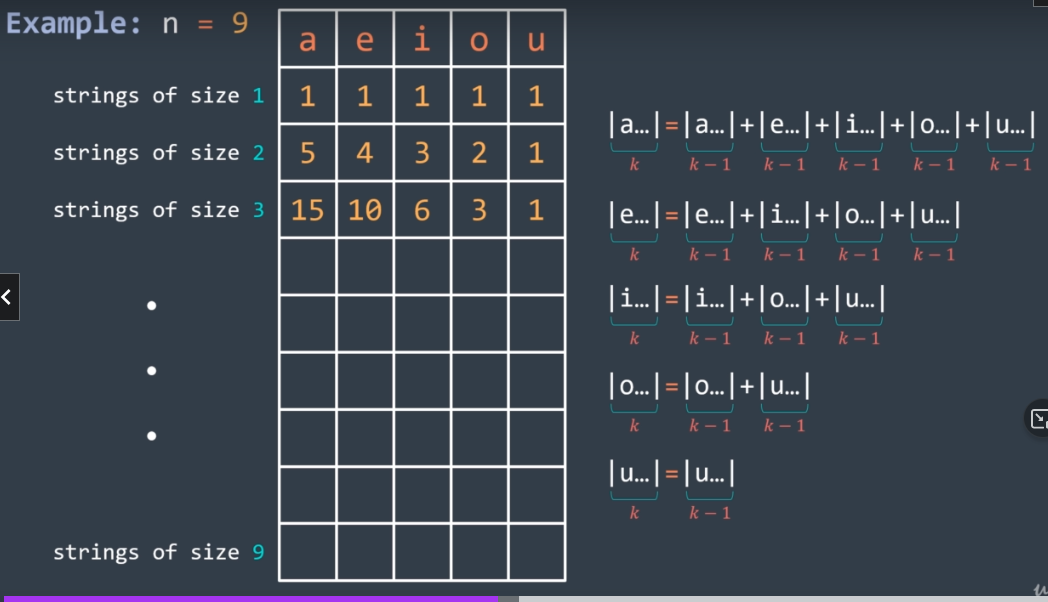 Example: n = 9
a e i o u
strings of size 1 1 1 1 1 1
strings of size 2 5 4 3 2 1
strings of size 3 15 10 6 3 1
strings of size 9
|a…|=|a…|+|e…|+|i…|+|o…|+|u…|
k k − 1 k − 1 k − 1 k − 1 k − 1
|e…|=|e…|+|i…|+|o…|+|u…|
k k − 1 k − 1 k − 1 k − 1
|i…|=|i…|+|o…|+|u…|
k k − 1 k − 1 k − 1
|o…|=|o…|+|u…|
k k − 1 k − 1
|u…|=|u…|
k k − 1